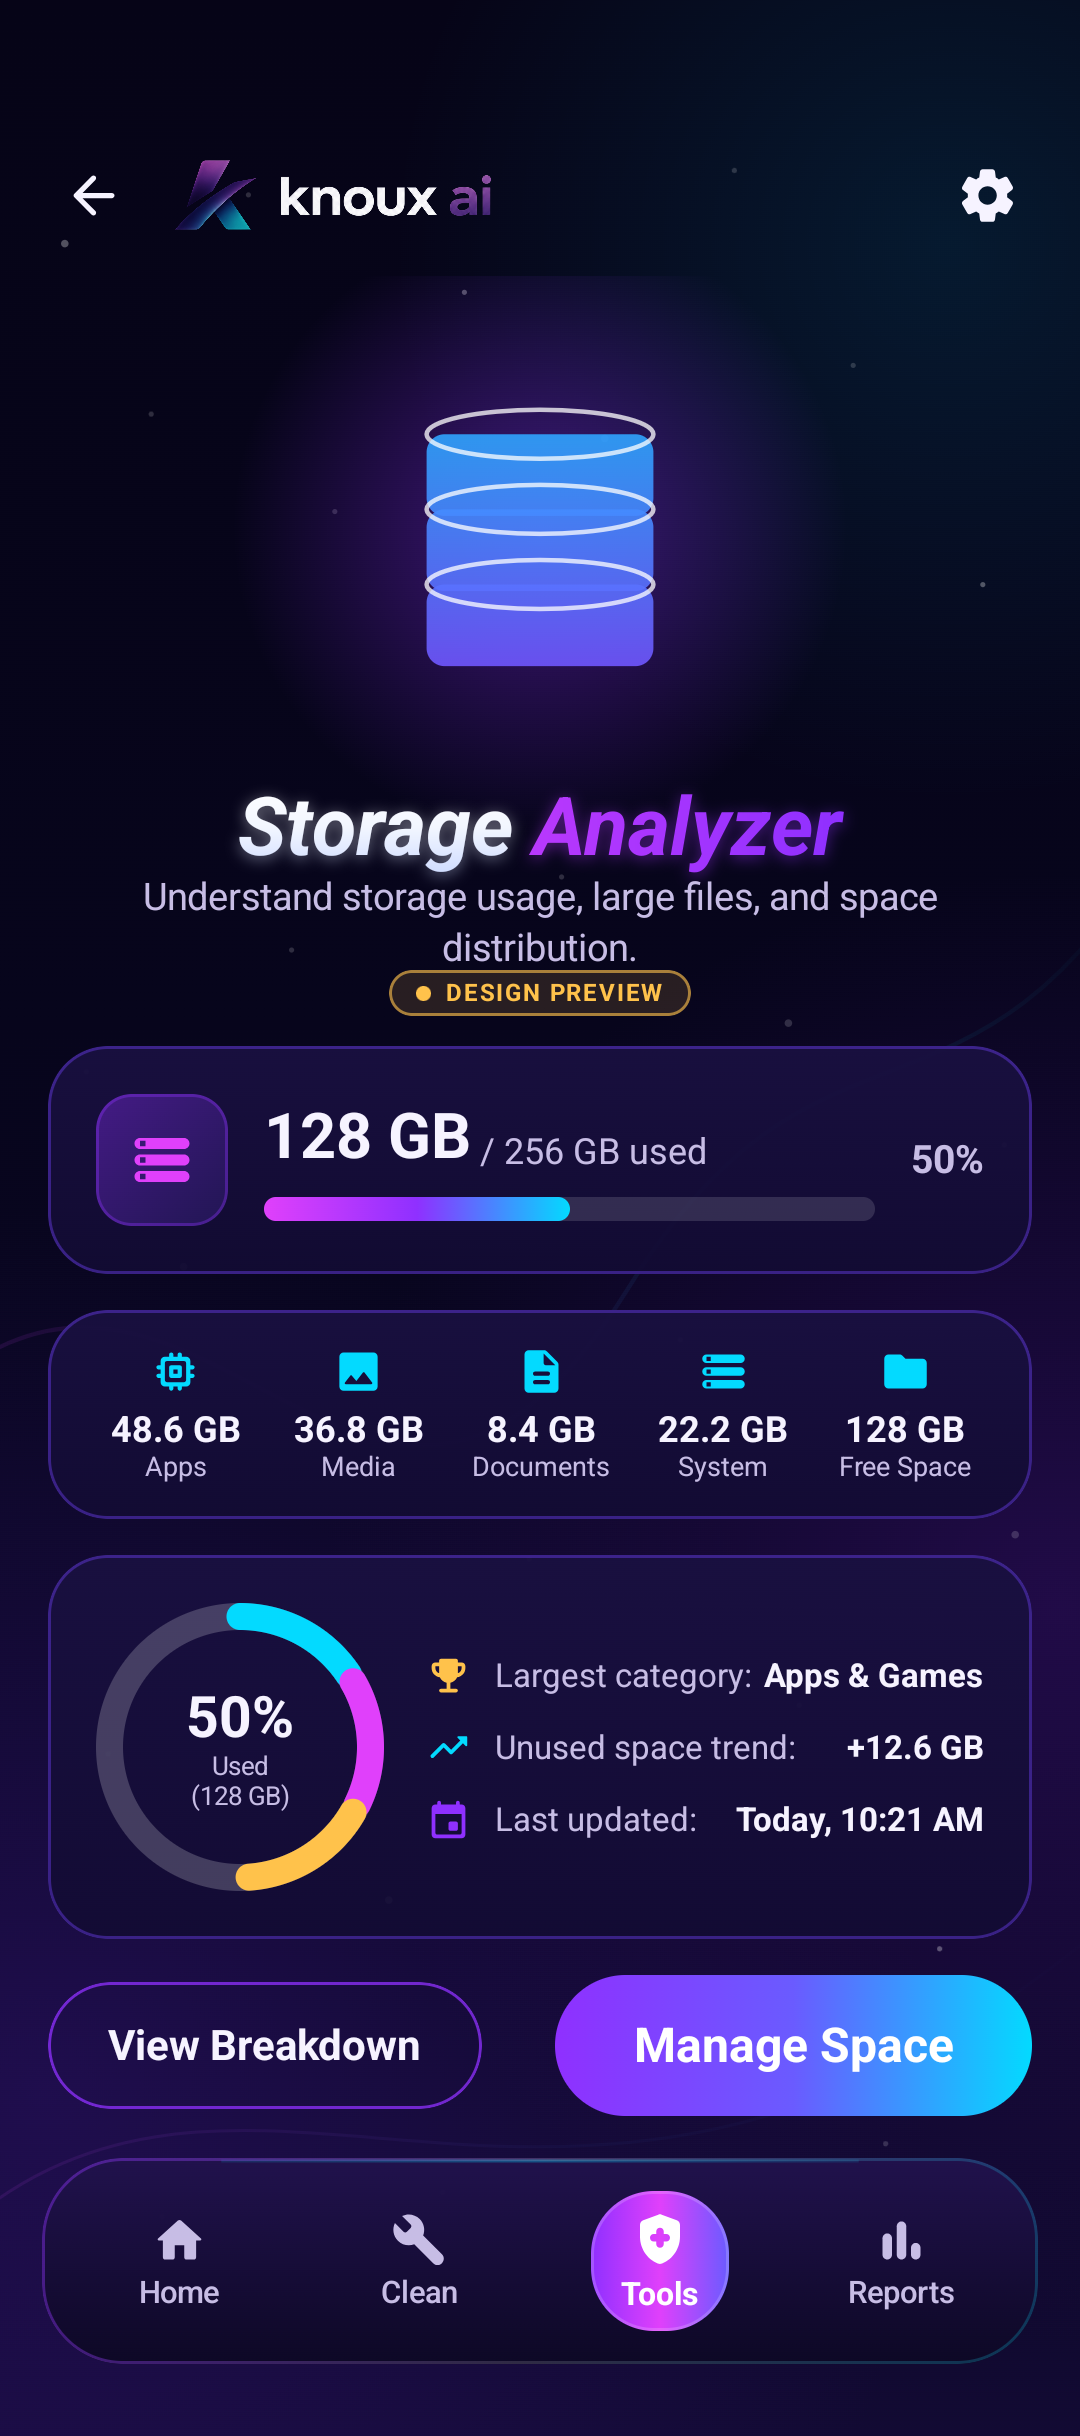 knoux ai
Storage Analyzer
Understand storage usage, large files, and space
distribution.
DESIGN PREVIEW
128 GB / 256 GB used
50%
48.6 GB
Apps
36.8 GB
Media
8.4 GB
Documents
22.2 GB
System
128 GB
Free Space
50%
Used
(128 GB)
Largest category: Apps & Games
Unused space trend: +12.6 GB
Last updated: Today, 10:21 AM
View Breakdown
Manage Space
Home
Clean
Tools
Reports